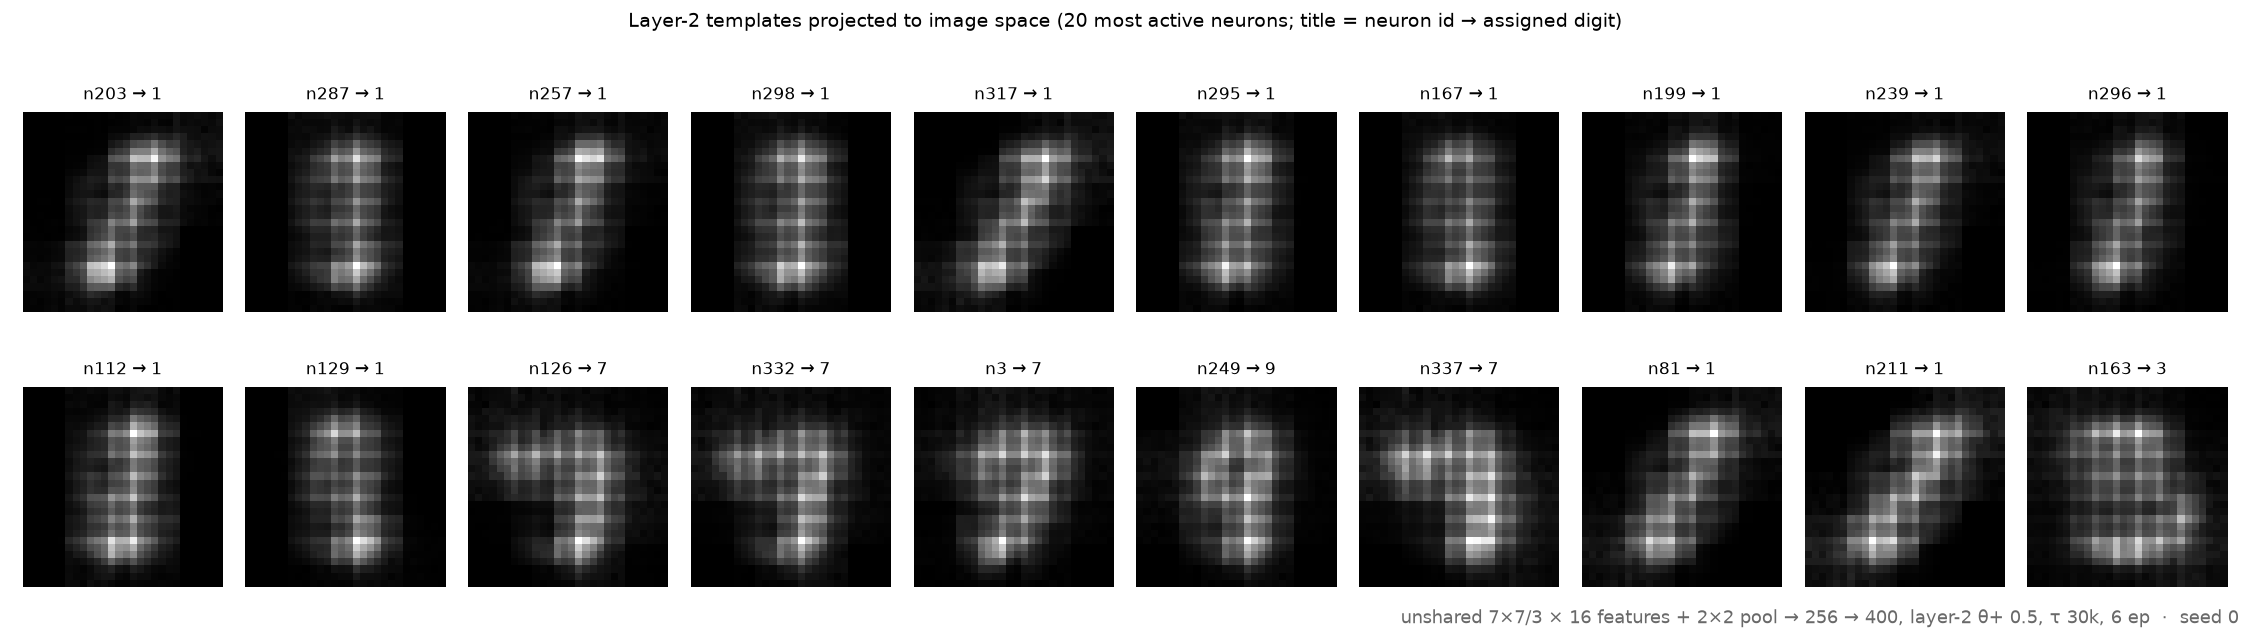 Layer-2 templates projected to image space (20 most active neurons; title = neuron id → assigned digit)
n203 → 1 n287 → 1 n257 → 1 n298 → 1 n317 → 1 n295 → 1 n167 → 1 n199 → 1 n239 → 1 n296 → 1
n112 → 1 n129 → 1 n126 → 7 n332 → 7 n3 → 7 n249 → 9 n337 → 7 n81 → 1 n211 → 1 n163 → 3
unshared 7×7/3 × 16 features + 2×2 pool → 256 → 400, layer-2 θ+ 0.5, τ 30k, 6 ep · seed 0